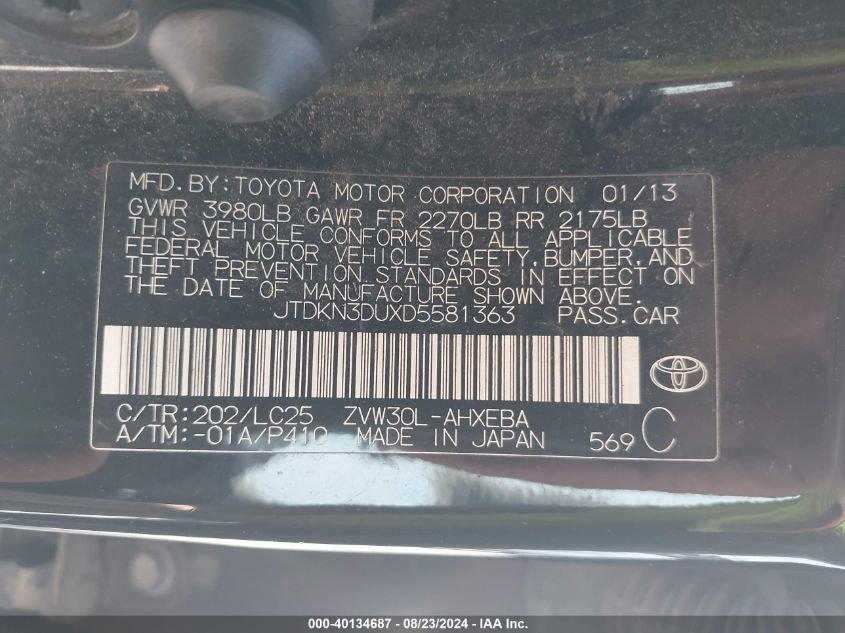 MFD.BY:TOYOTA MOTOR CORPORATION 01/13
GVWR 3980LB GAWR FR 2270LB RR 2175LB
THIS VEHICLE CONFORMS TO ALL APPLICABLE
FEDERAL MOTOR VEHICLE SAFETY,BUMPER,AND
THEFT PREVENTION STANDARDS IN EFFECT ON
THE DATE OF MANUFACTURE SHOWN ABOVE.
JTDKN3DUXD5581363 PASS.CAR
C/TR:202/LC25 ZVW30L-AHXEBA
A/TM:-01A/P410 MADE IN JAPAN 569 C
000-40134687 - 08/23/2024 - IAA Inc.